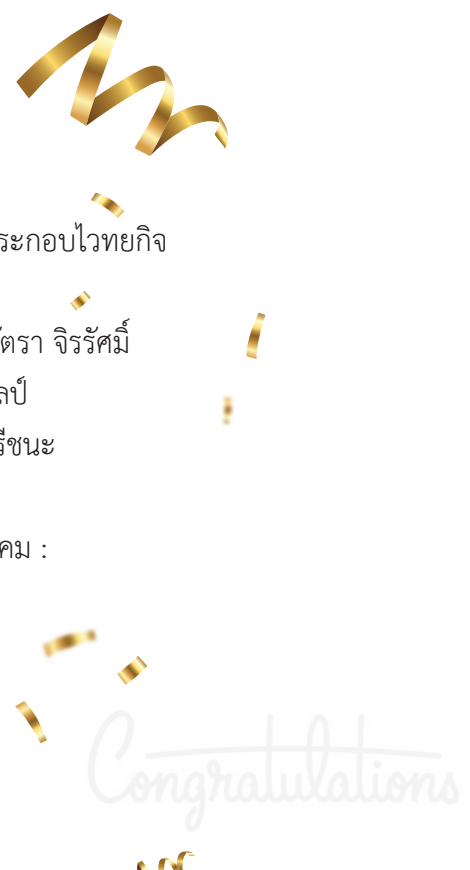 ระกอบไวทยกิจ
ัตรา จิรรัศมิ์
ลป์
รีชนะ
คม :
Congratulations